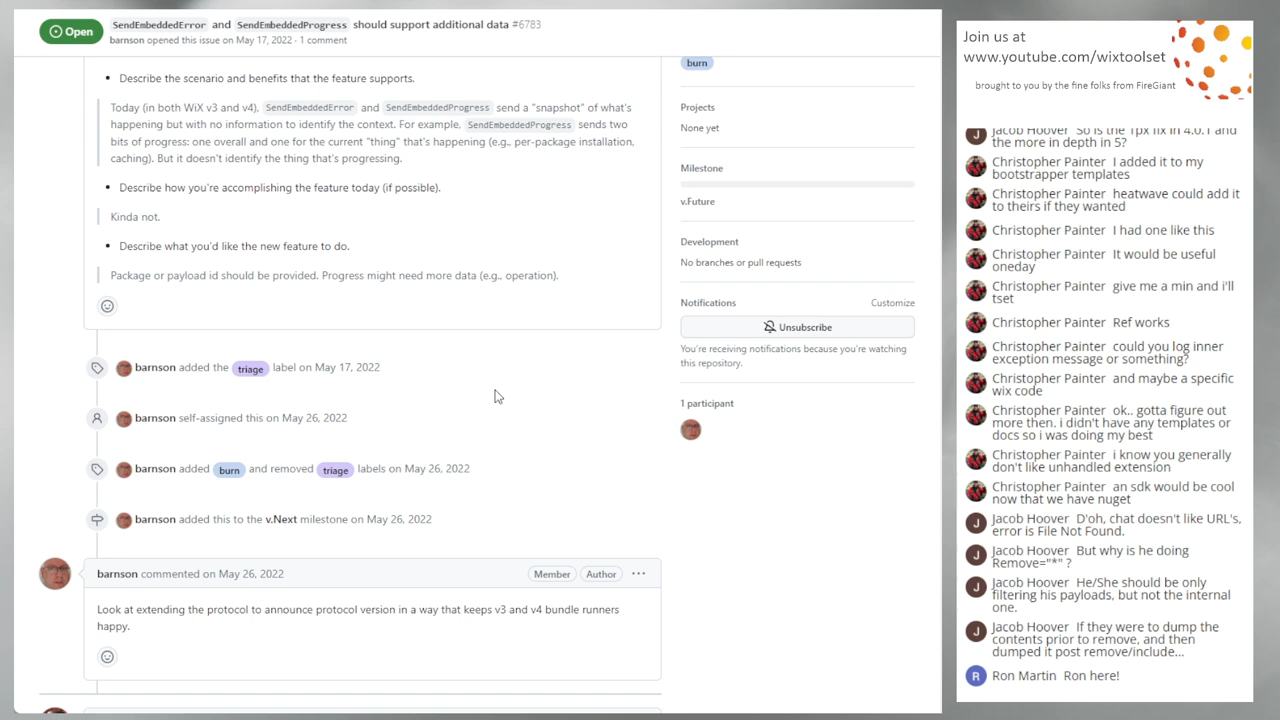 Open
SendEmbeddedError and SendEmbeddedProgress should support additional data #6783
barnson opened this issue on May 17, 2022 · 1 comment
• Describe the scenario and benefits that the feature supports.
Today (in both WiX v3 and v4), SendEmbeddedError and SendEmbeddedProgress send a "snapshot" of what's
happening but with no information to identify the context. For example, SendEmbeddedProgress sends two
bits of progress: one overall and one for the current "thing" that's happening (e.g., per-package installation,
caching). But it doesn't identify the thing that's progressing.
• Describe how you're accomplishing the feature today (if possible).
Kinda not.
• Describe what you'd like the new feature to do.
Package or payload id should be provided. Progress might need more data (e.g., operation).
barnson added the triage label on May 17, 2022
barnson self-assigned this on May 26, 2022
barnson added burn and removed triage labels on May 26, 2022
barnson added this to the v.Next milestone on May 26, 2022
barnson commented on May 26, 2022
Member
Author
Look at extending the protocol to announce protocol version in a way that keeps v3 and v4 bundle runners
happy.
burn
Projects
None yet
Milestone
v.Future
Development
No branches or pull requests
Notifications
Customize
Unsubscribe
You're receiving notifications because you're watching
this repository.
1 participant
Join us at
www.youtube.com/wixtoolset
brought to you by the fine folks from FireGiant
Jacob Hoover So is the Tpx fix in 4.0.1 and
the more in depth in 5?
Christopher Painter I added it to my
bootstrapper templates
Christopher Painter heatwave could add it
to theirs if they wanted
Christopher Painter I had one like this
Christopher Painter It would be useful
oneday
Christopher Painter give me a min and i'll
tset
Christopher Painter Ref works
Christopher Painter could you log inner
exception message or something?
Christopher Painter and maybe a specific
wix code
Christopher Painter ok.. gotta figure out
more then. i didn't have any templates or
docs so i was doing my best
Christopher Painter i know you generally
don't like unhandled extension
Christopher Painter an sdk would be cool
now that we have nuget
Jacob Hoover D'oh, chat doesn't like URL's,
error is File Not Found.
Jacob Hoover But why is he doing
Remove="*" ?
Jacob Hoover He/She should be only
filtering his payloads, but not the internal
one.
Jacob Hoover If they were to dump the
contents prior to remove, and then
dumped it post remove/include...
R
Ron Martin Ron here!